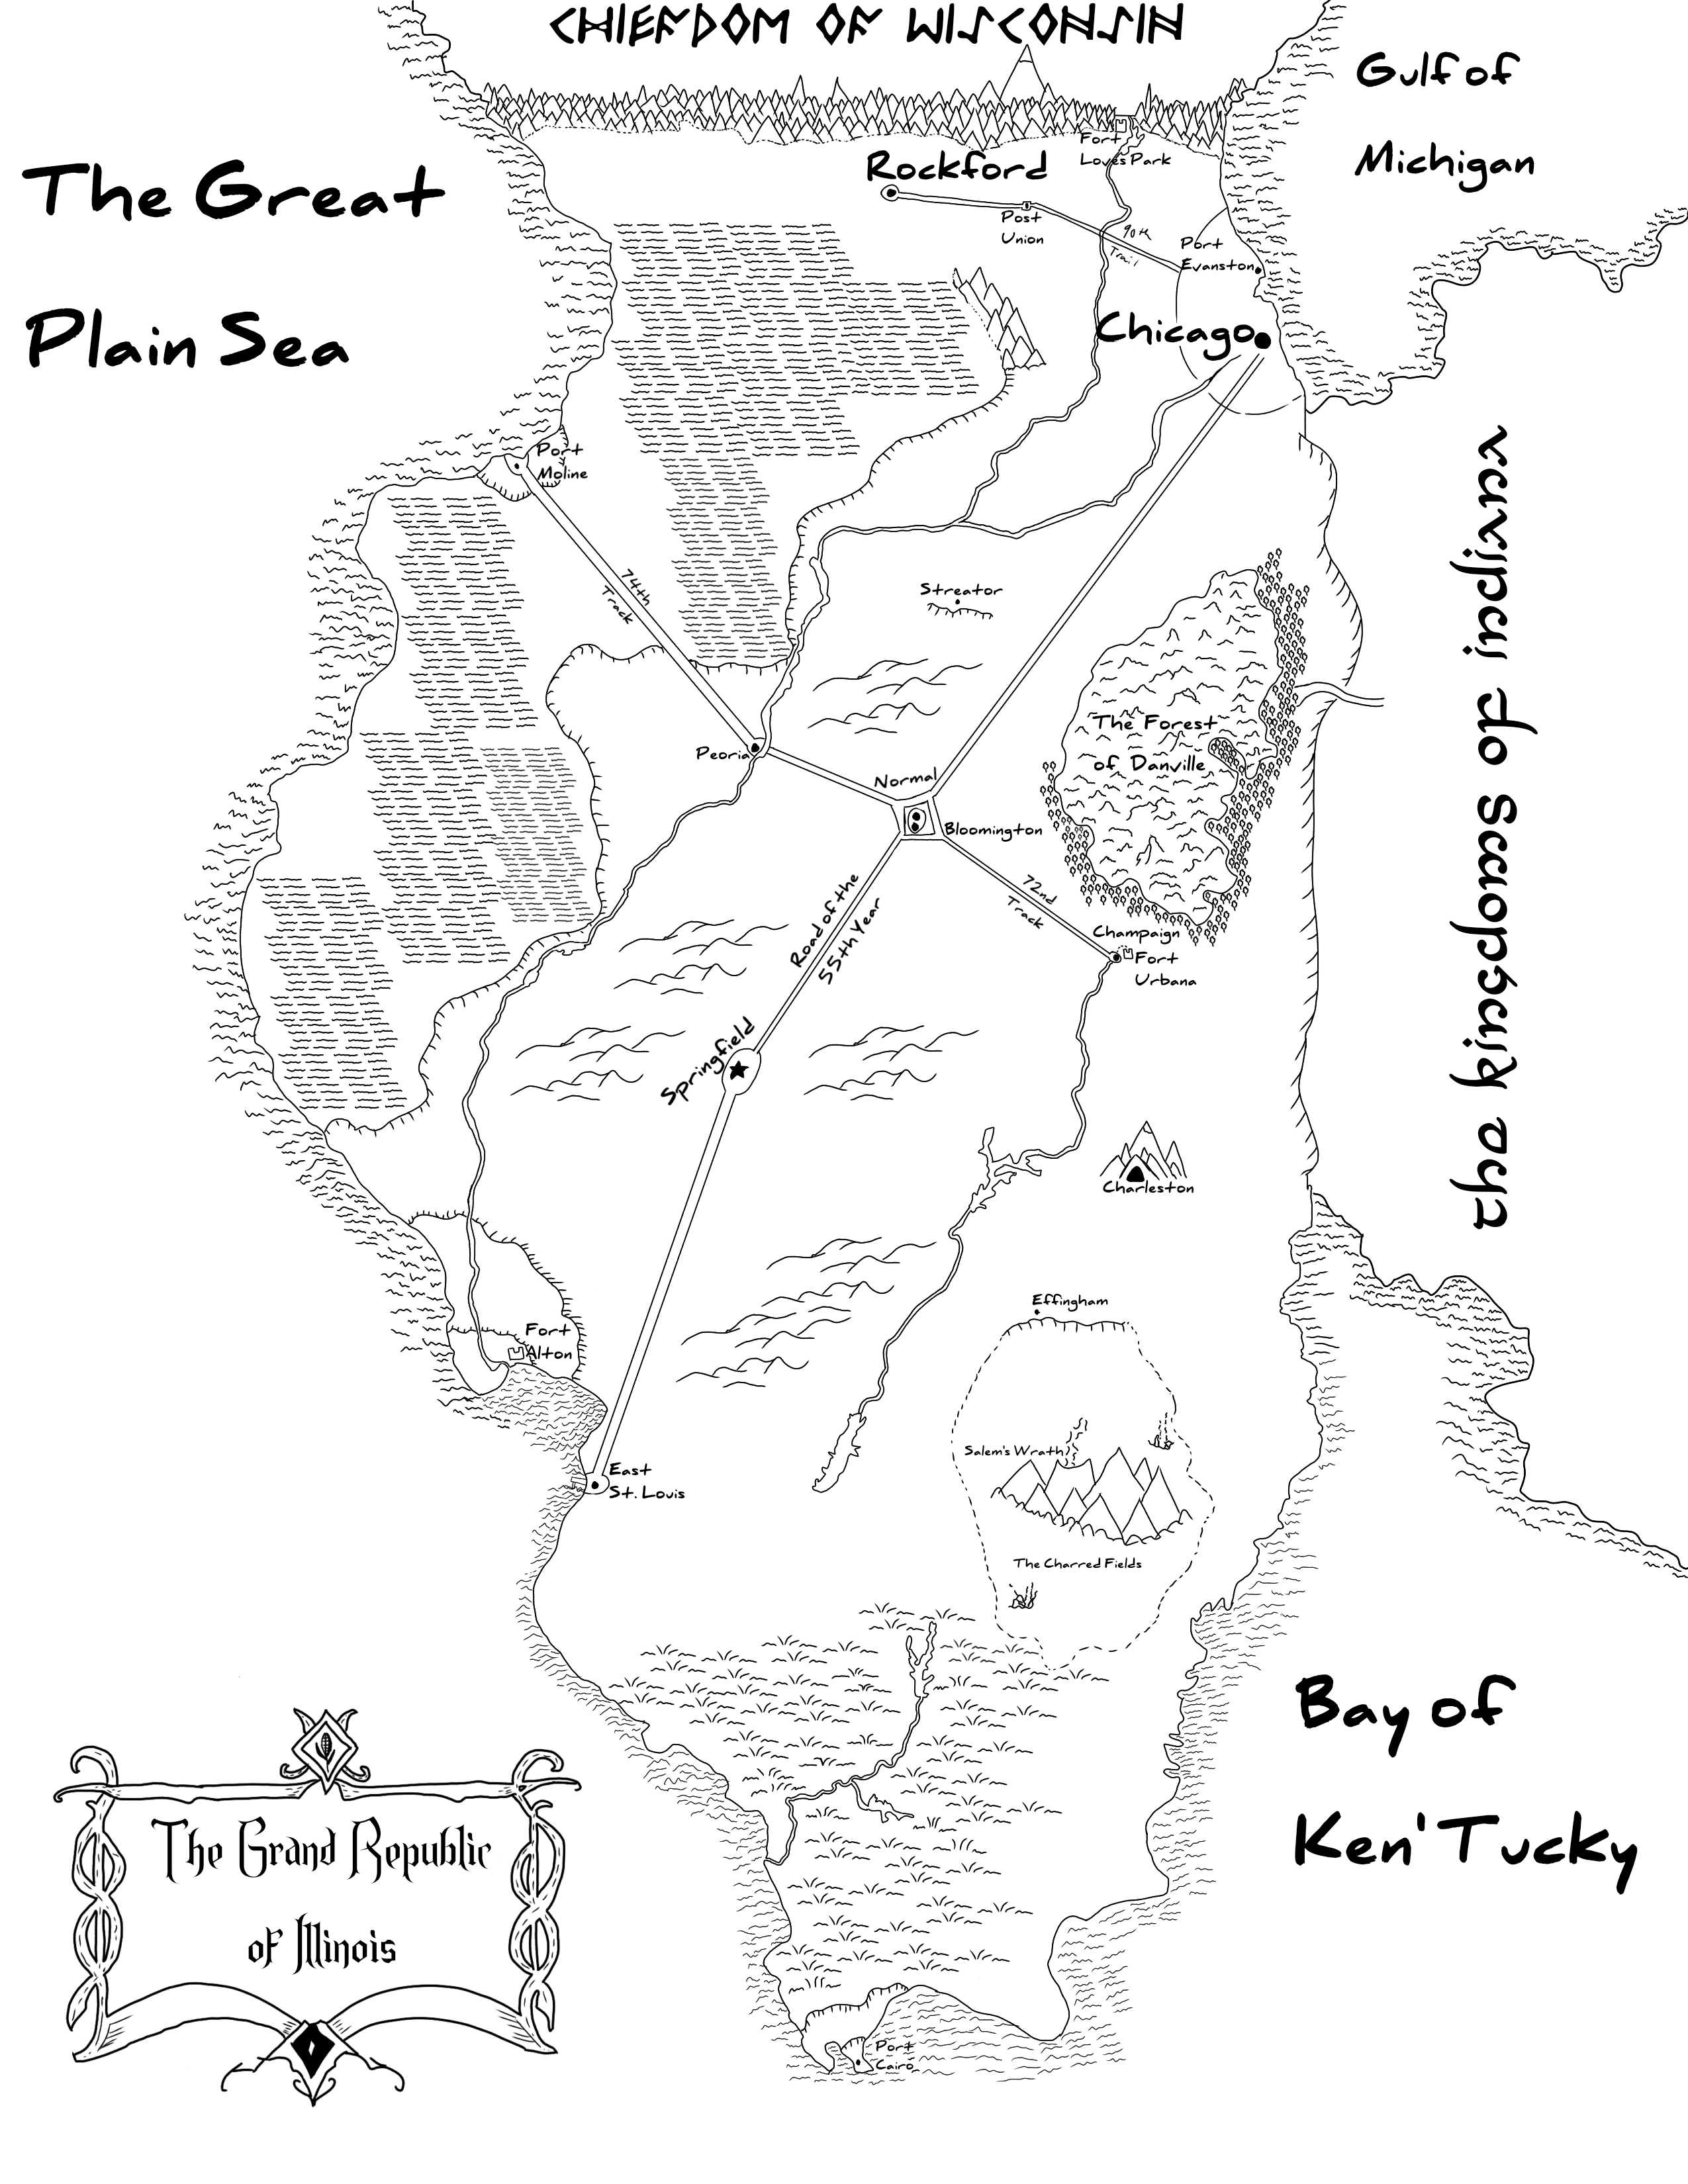 CHIEFDOM OF WISCONSIN
Gulf of
Michigan
The Great
Plain Sea
Fort
Loves Park
Rockford
Post
Union
90th
Trail
Port
Evanston
Chicago
Port
Moline
74th
Track
Streator
The Forest
of Danville
Peoria
Normal
Bloomington
72nd
Track
Road of the
55th Year
Champaign
Fort
Urbana
Springfield
the kingdoms of indiana
Charleston
Effingham
Fort
Alton
Salem's Wrath
East
St. Louis
The Charred Fields
Bay of
Ken'Tucky
The Grand Republic
of Illinois
Port
Cairo